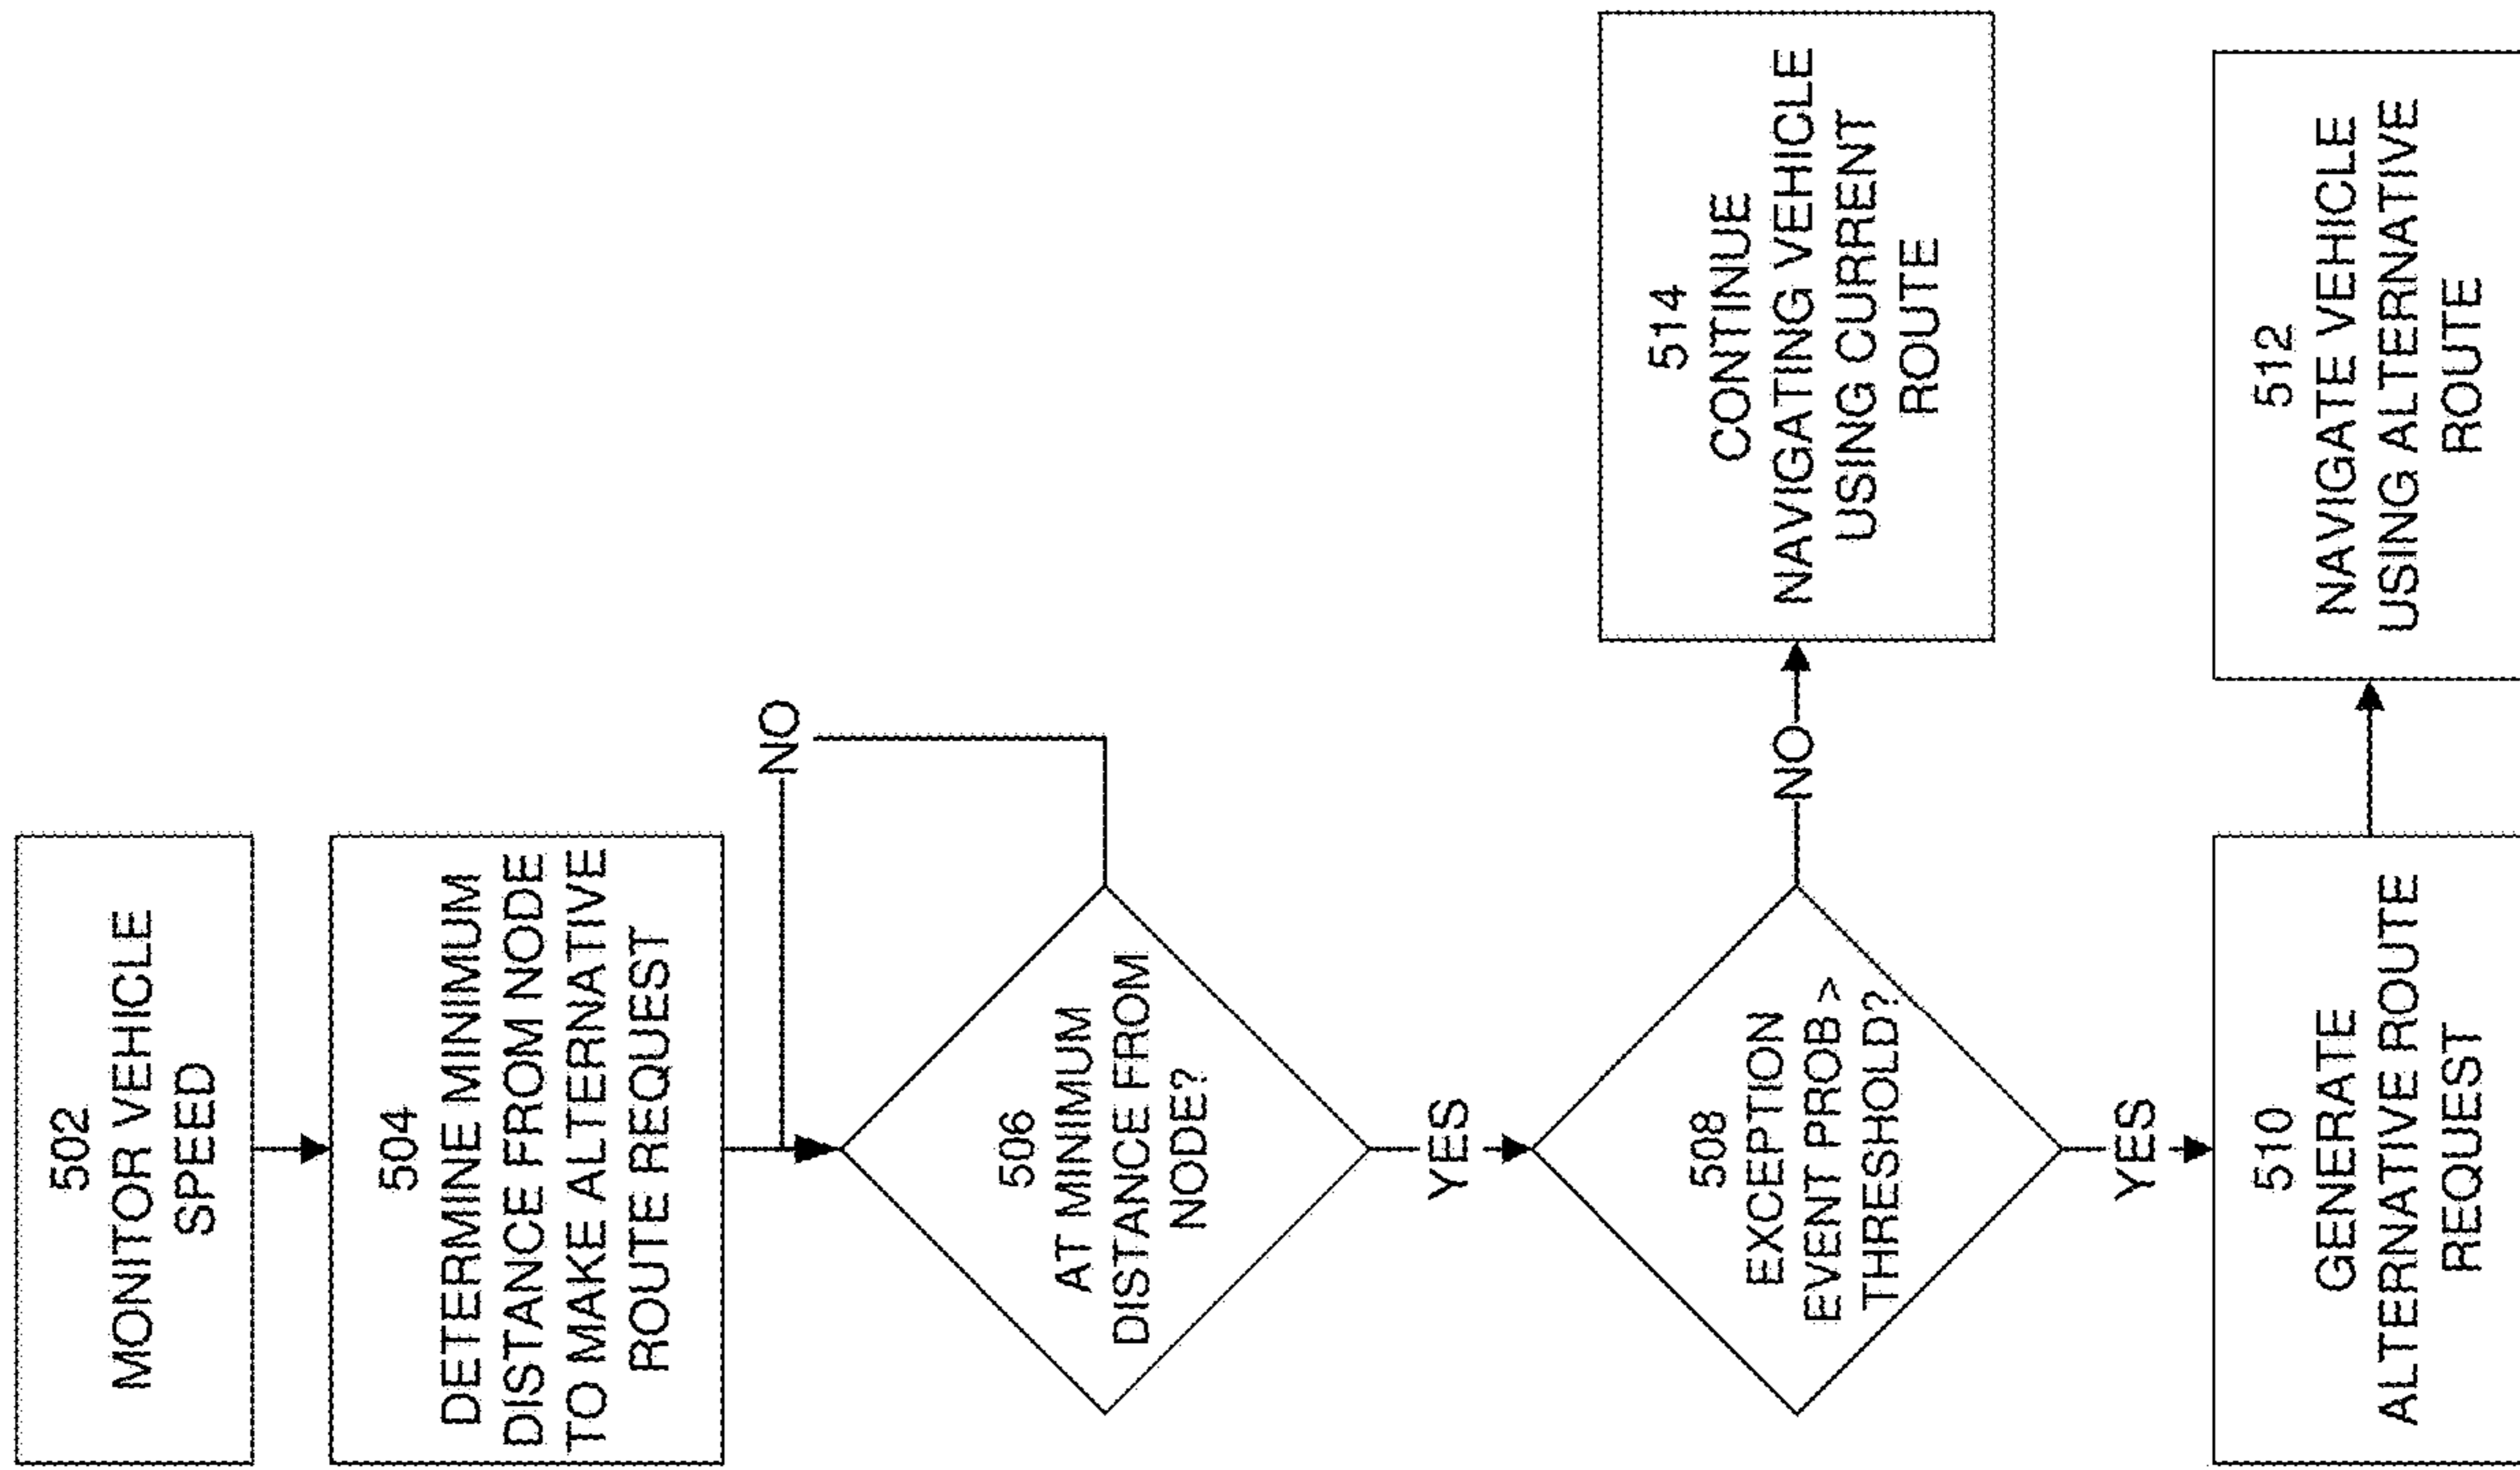 502
MONITOR VEHICLE
SPEED
504
DETERMINE MINIMUM
DISTANCE FROM NODE
TO MAKE ALTERNATIVE
ROUTE REQUEST
NO
506
AT MINIMUM
DISTANCE FROM
NODE?
YES
508
EXCEPTION
EVENT PROB >
THRESHOLD?
NO
514
CONTINUE
NAVIGATING VEHICLE
USING CURRENT
ROUTE
YES
510
GENERATE
ALTERNATIVE ROUTE
REQUEST
512
NAVIGATE VEHICLE
USING ALTERNATIVE
ROUTE